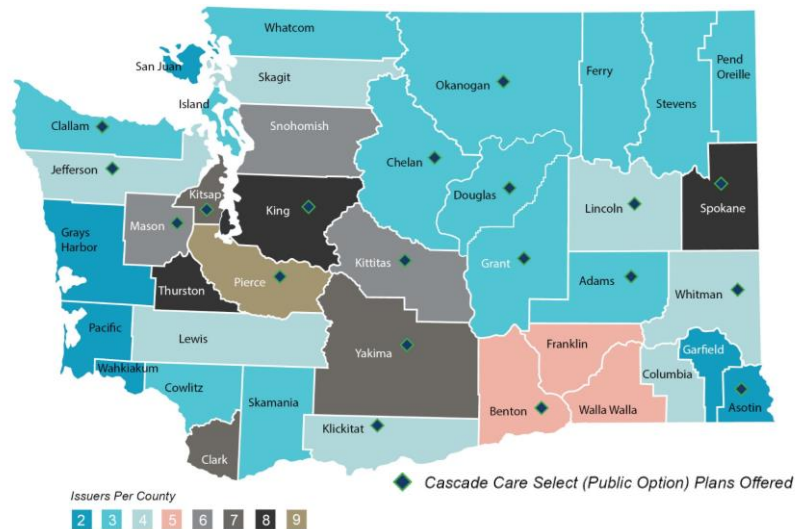 Whatcom
San Juan
Skagit
Island
Okanogan
Ferry
Pend
Oreille
Stevens
Clallam
Snohomish
Chelan
Jefferson
Douglas
Kitsap
King
Lincoln
Spokane
Mason
Grays
Harbor
Kittitas
Grant
Adams
Pierce
Thurston
Whitman
Pacific
Lewis
Yakima
Franklin
Garfield
Wahkiakum
Columbia
Cowlitz
Skamania
Benton
Walla Walla
Asotin
Klickitat
Clark
Cascade Care Select (Public Option) Plans Offered
Issuers Per County
2 3 4 5 6 7 8 9